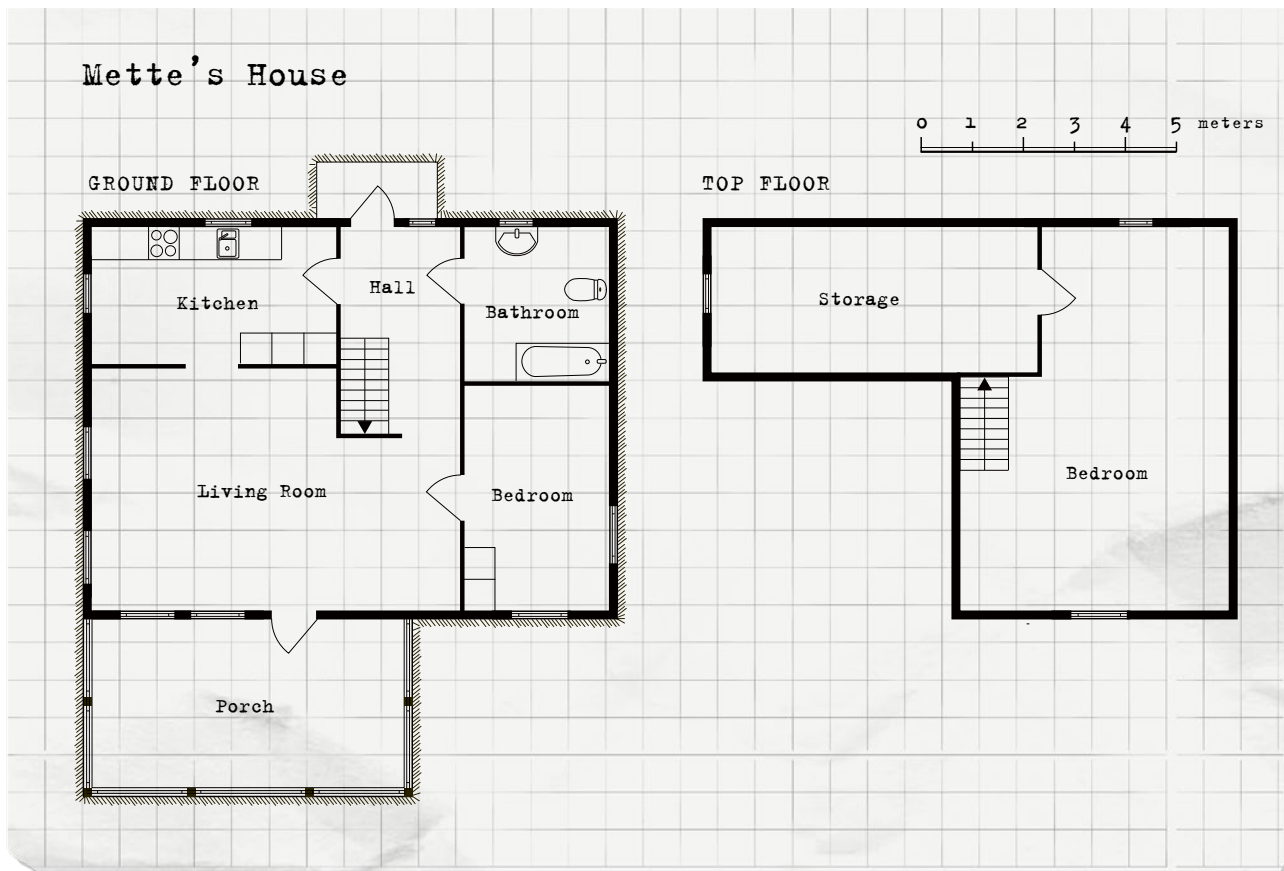 Mette's House
0 1 2 3 4 5 meters
GROUND FLOOR
TOP FLOOR
Kitchen
Hall
Bathroom
Storage
Living Room
Bedroom
Bedroom
Porch